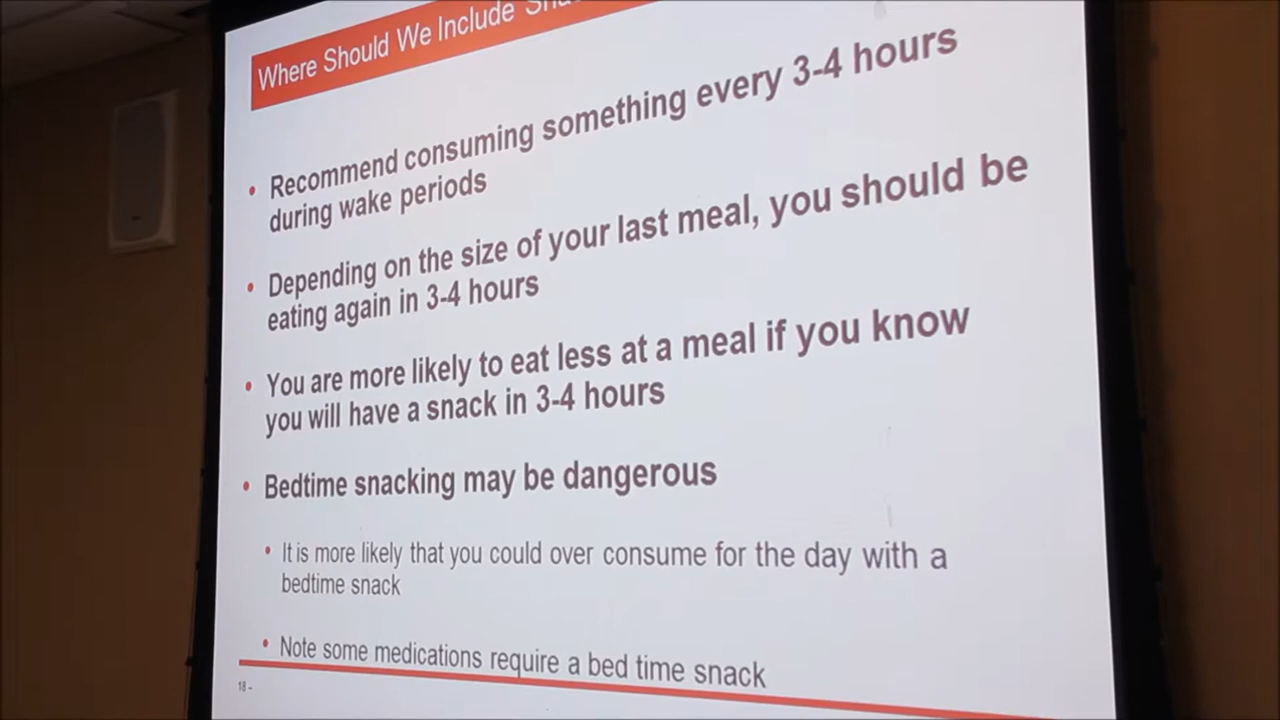 Where Should We Include
• Recommend consuming something every 3-4 hours
during wake periods
• Depending on the size of your last meal, you should be
eating again in 3-4 hours
• You are more likely to eat less at a meal if you know
you will have a snack in 3-4 hours
• Bedtime snacking may be dangerous
• It is more likely that you could over consume for the day with a
bedtime snack
• Note some medications require a bed time snack
18 -